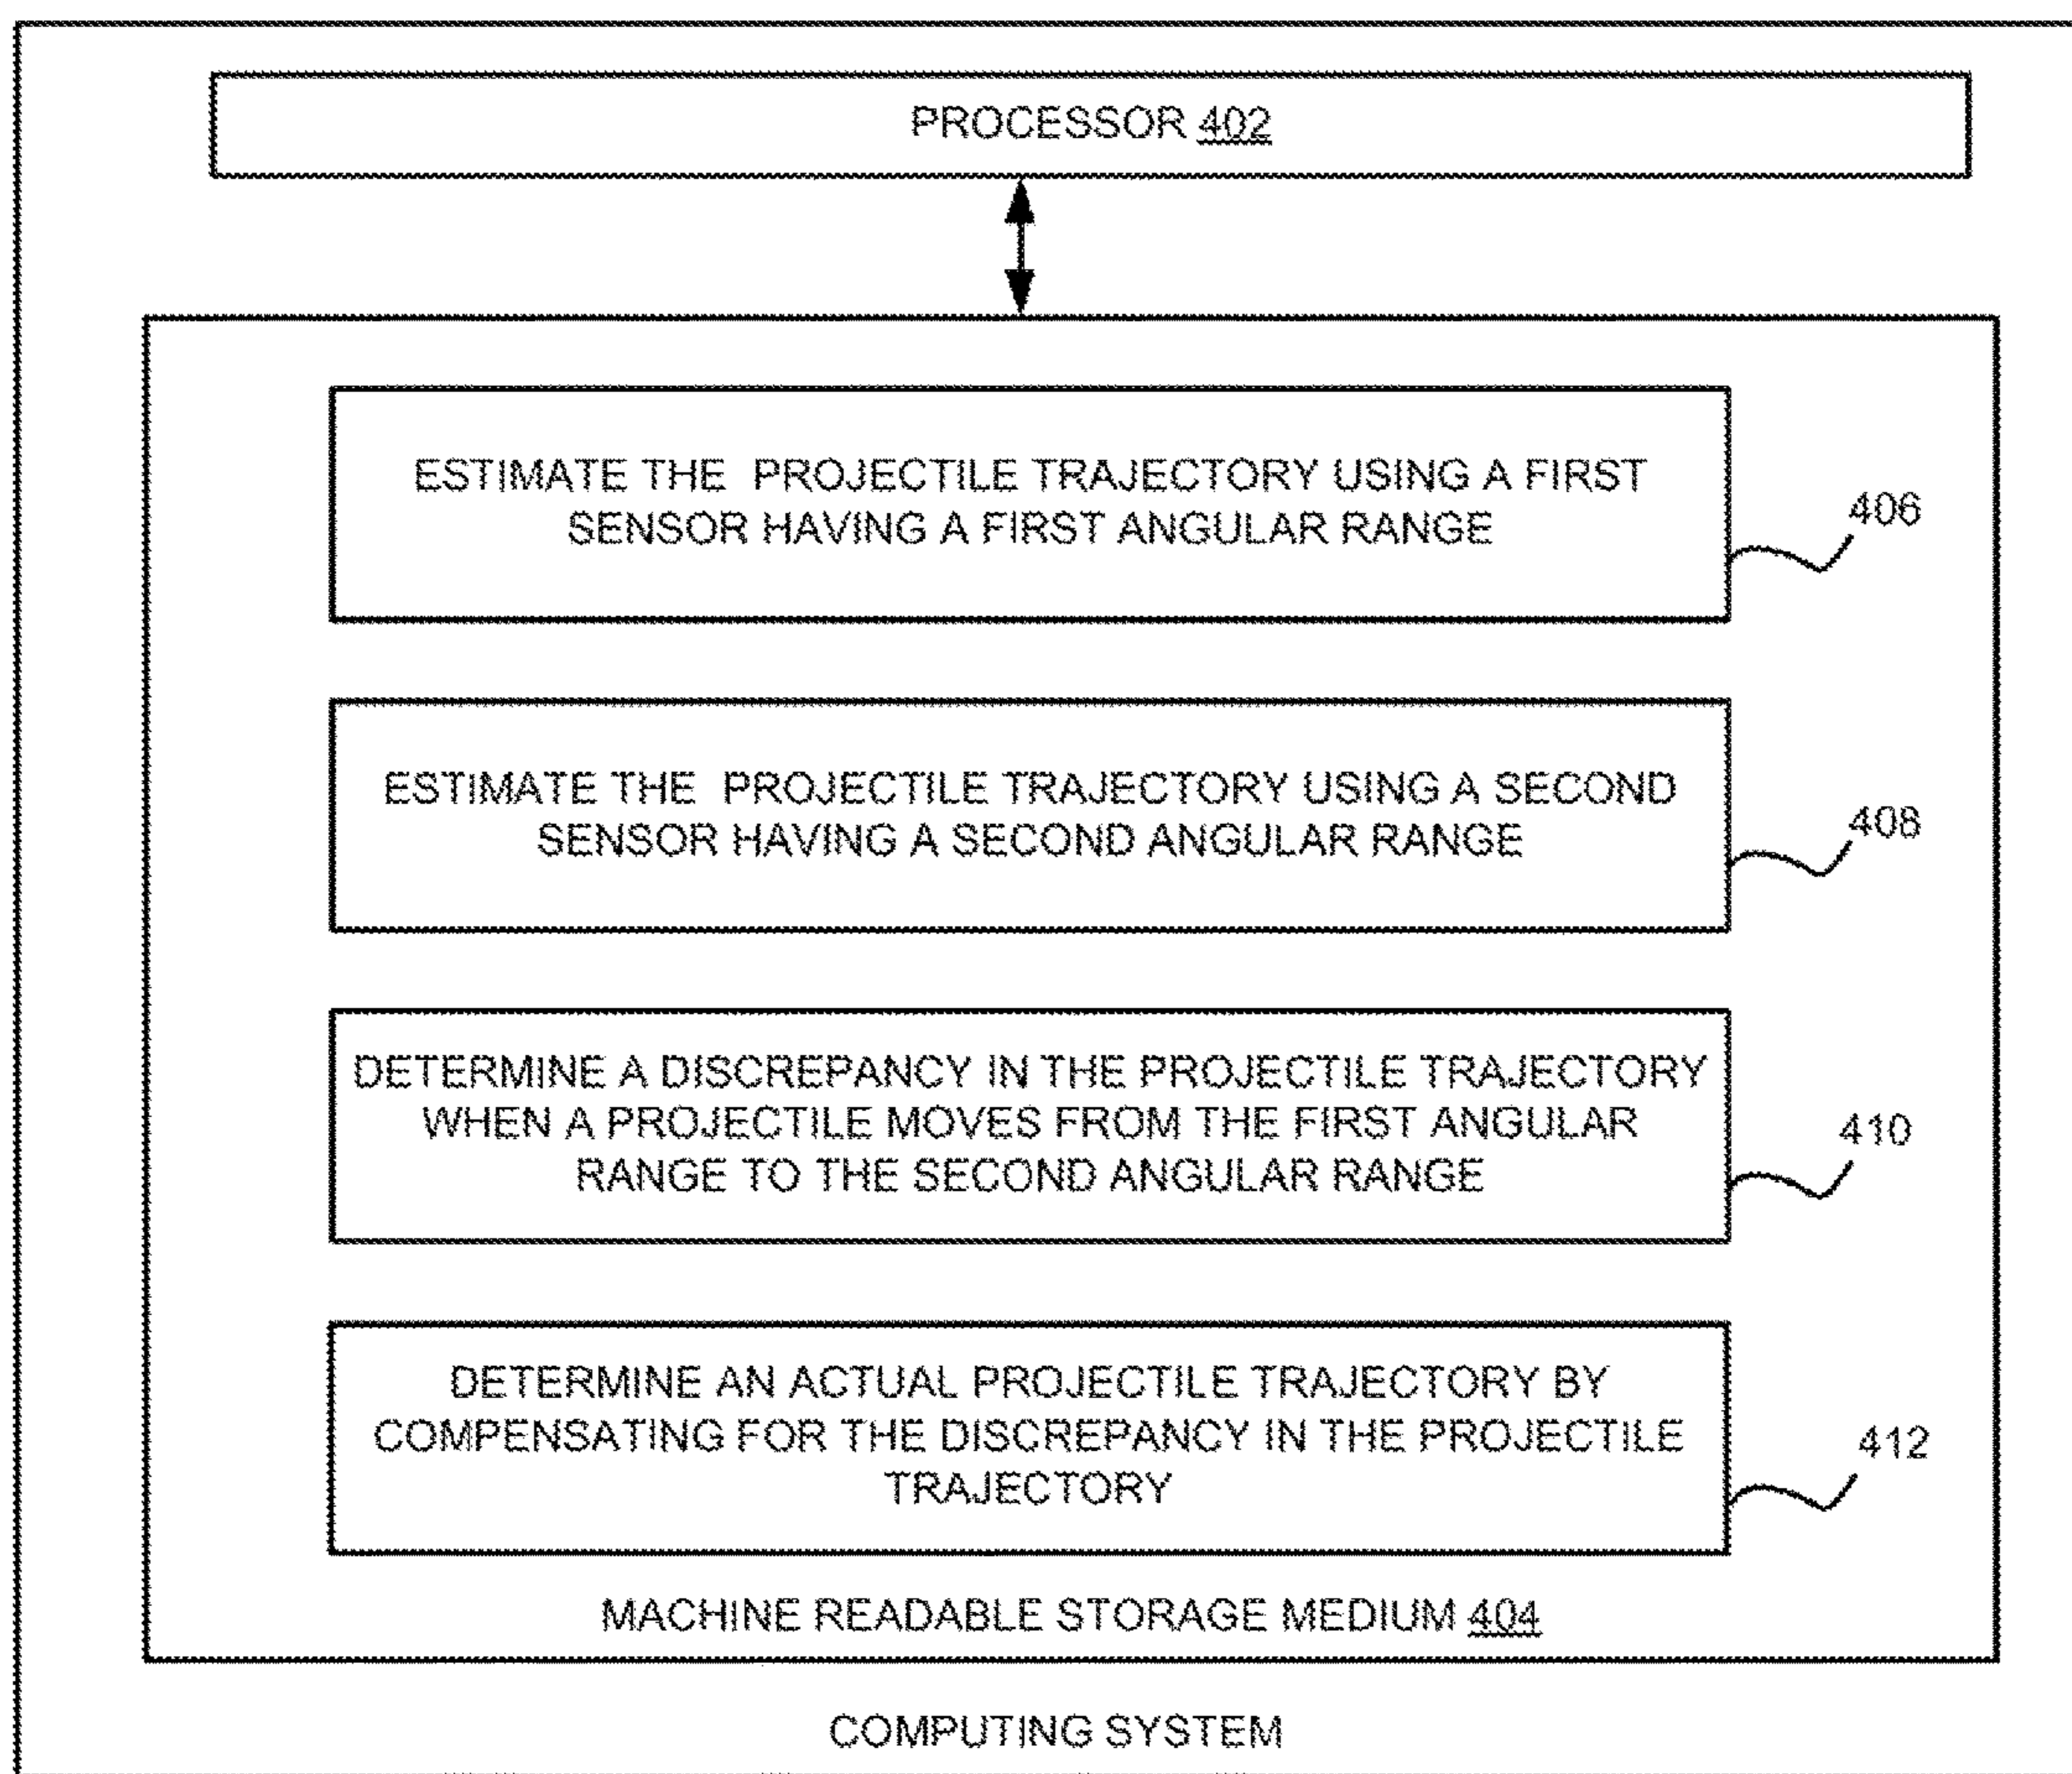 PROCESSOR 402
ESTIMATE THE PROJECTILE TRAJECTORY USING A FIRST
SENSOR HAVING A FIRST ANGULAR RANGE
406
ESTIMATE THE PROJECTILE TRAJECTORY USING A SECOND
SENSOR HAVING A SECOND ANGULAR RANGE
408
DETERMINE A DISCREPANCY IN THE PROJECTILE TRAJECTORY
WHEN A PROJECTILE MOVES FROM THE FIRST ANGULAR
RANGE TO THE SECOND ANGULAR RANGE
410
DETERMINE AN ACTUAL PROJECTILE TRAJECTORY BY
COMPENSATING FOR THE DISCREPANCY IN THE PROJECTILE
TRAJECTORY
412
MACHINE READABLE STORAGE MEDIUM 404
COMPUTING SYSTEM